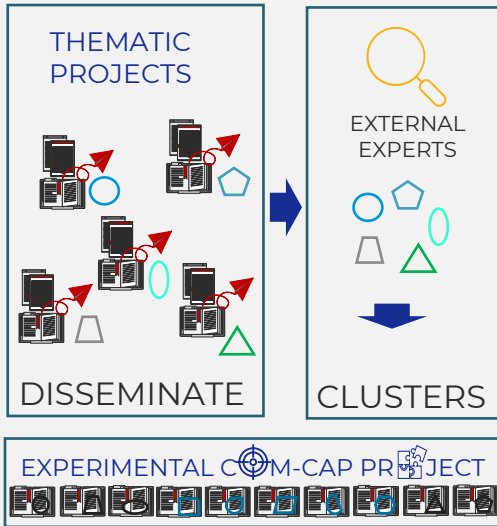 THEMATIC
PROJECTS
DISSEMINATE
EXTERNAL
EXPERTS
CLUSTERS
EXPERIMENTAL COM-CAP PROJECT